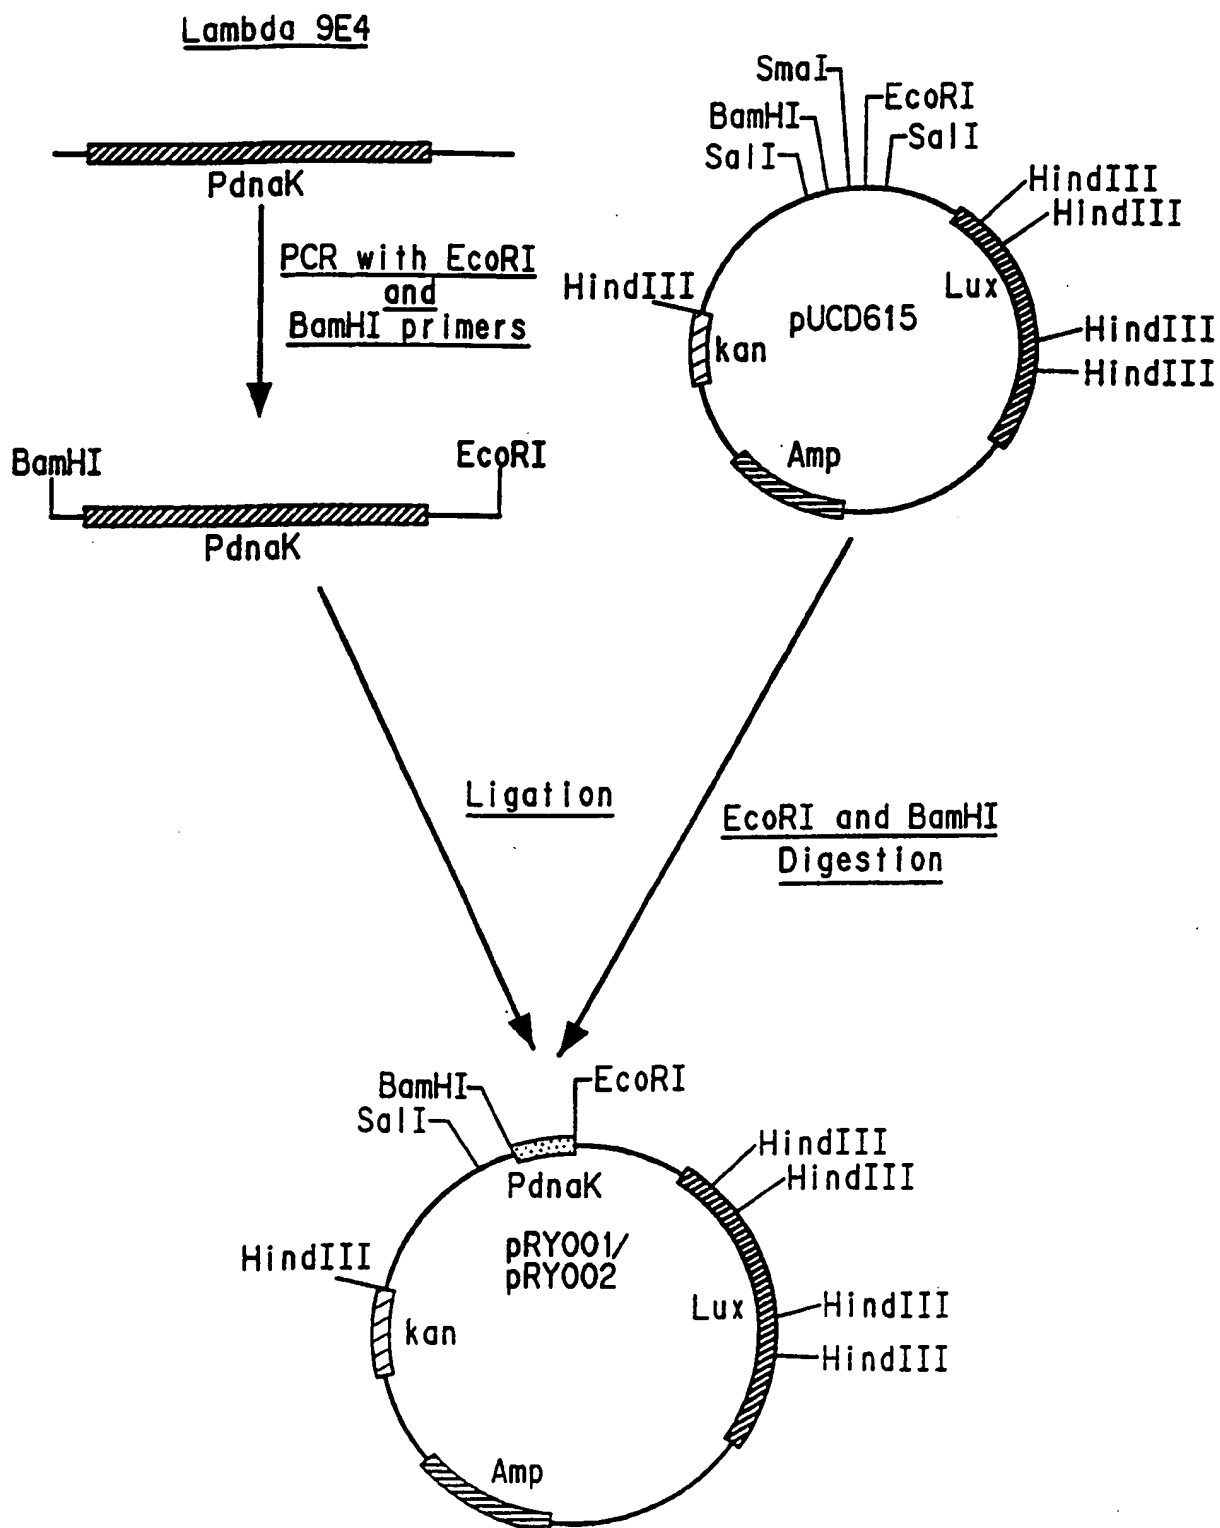 Lambda 9E4
PdnaK
PCR with EcoRI
and
BamHI primers
BamHI
EcoRI
PdnaK
SmaI
EcoRI
BamHI
SalI
SalI
HindIII
HindIII
HindIII
Lux
pUCD615
kan
HindIII
HindIII
Amp
Ligation
EcoRI and BamHI
Digestion
BamHI
EcoRI
SalI
HindIII
HindIII
PdnaK
pRY001/
pRY002
HindIII
Lux
HindIII
kan
HindIII
Amp